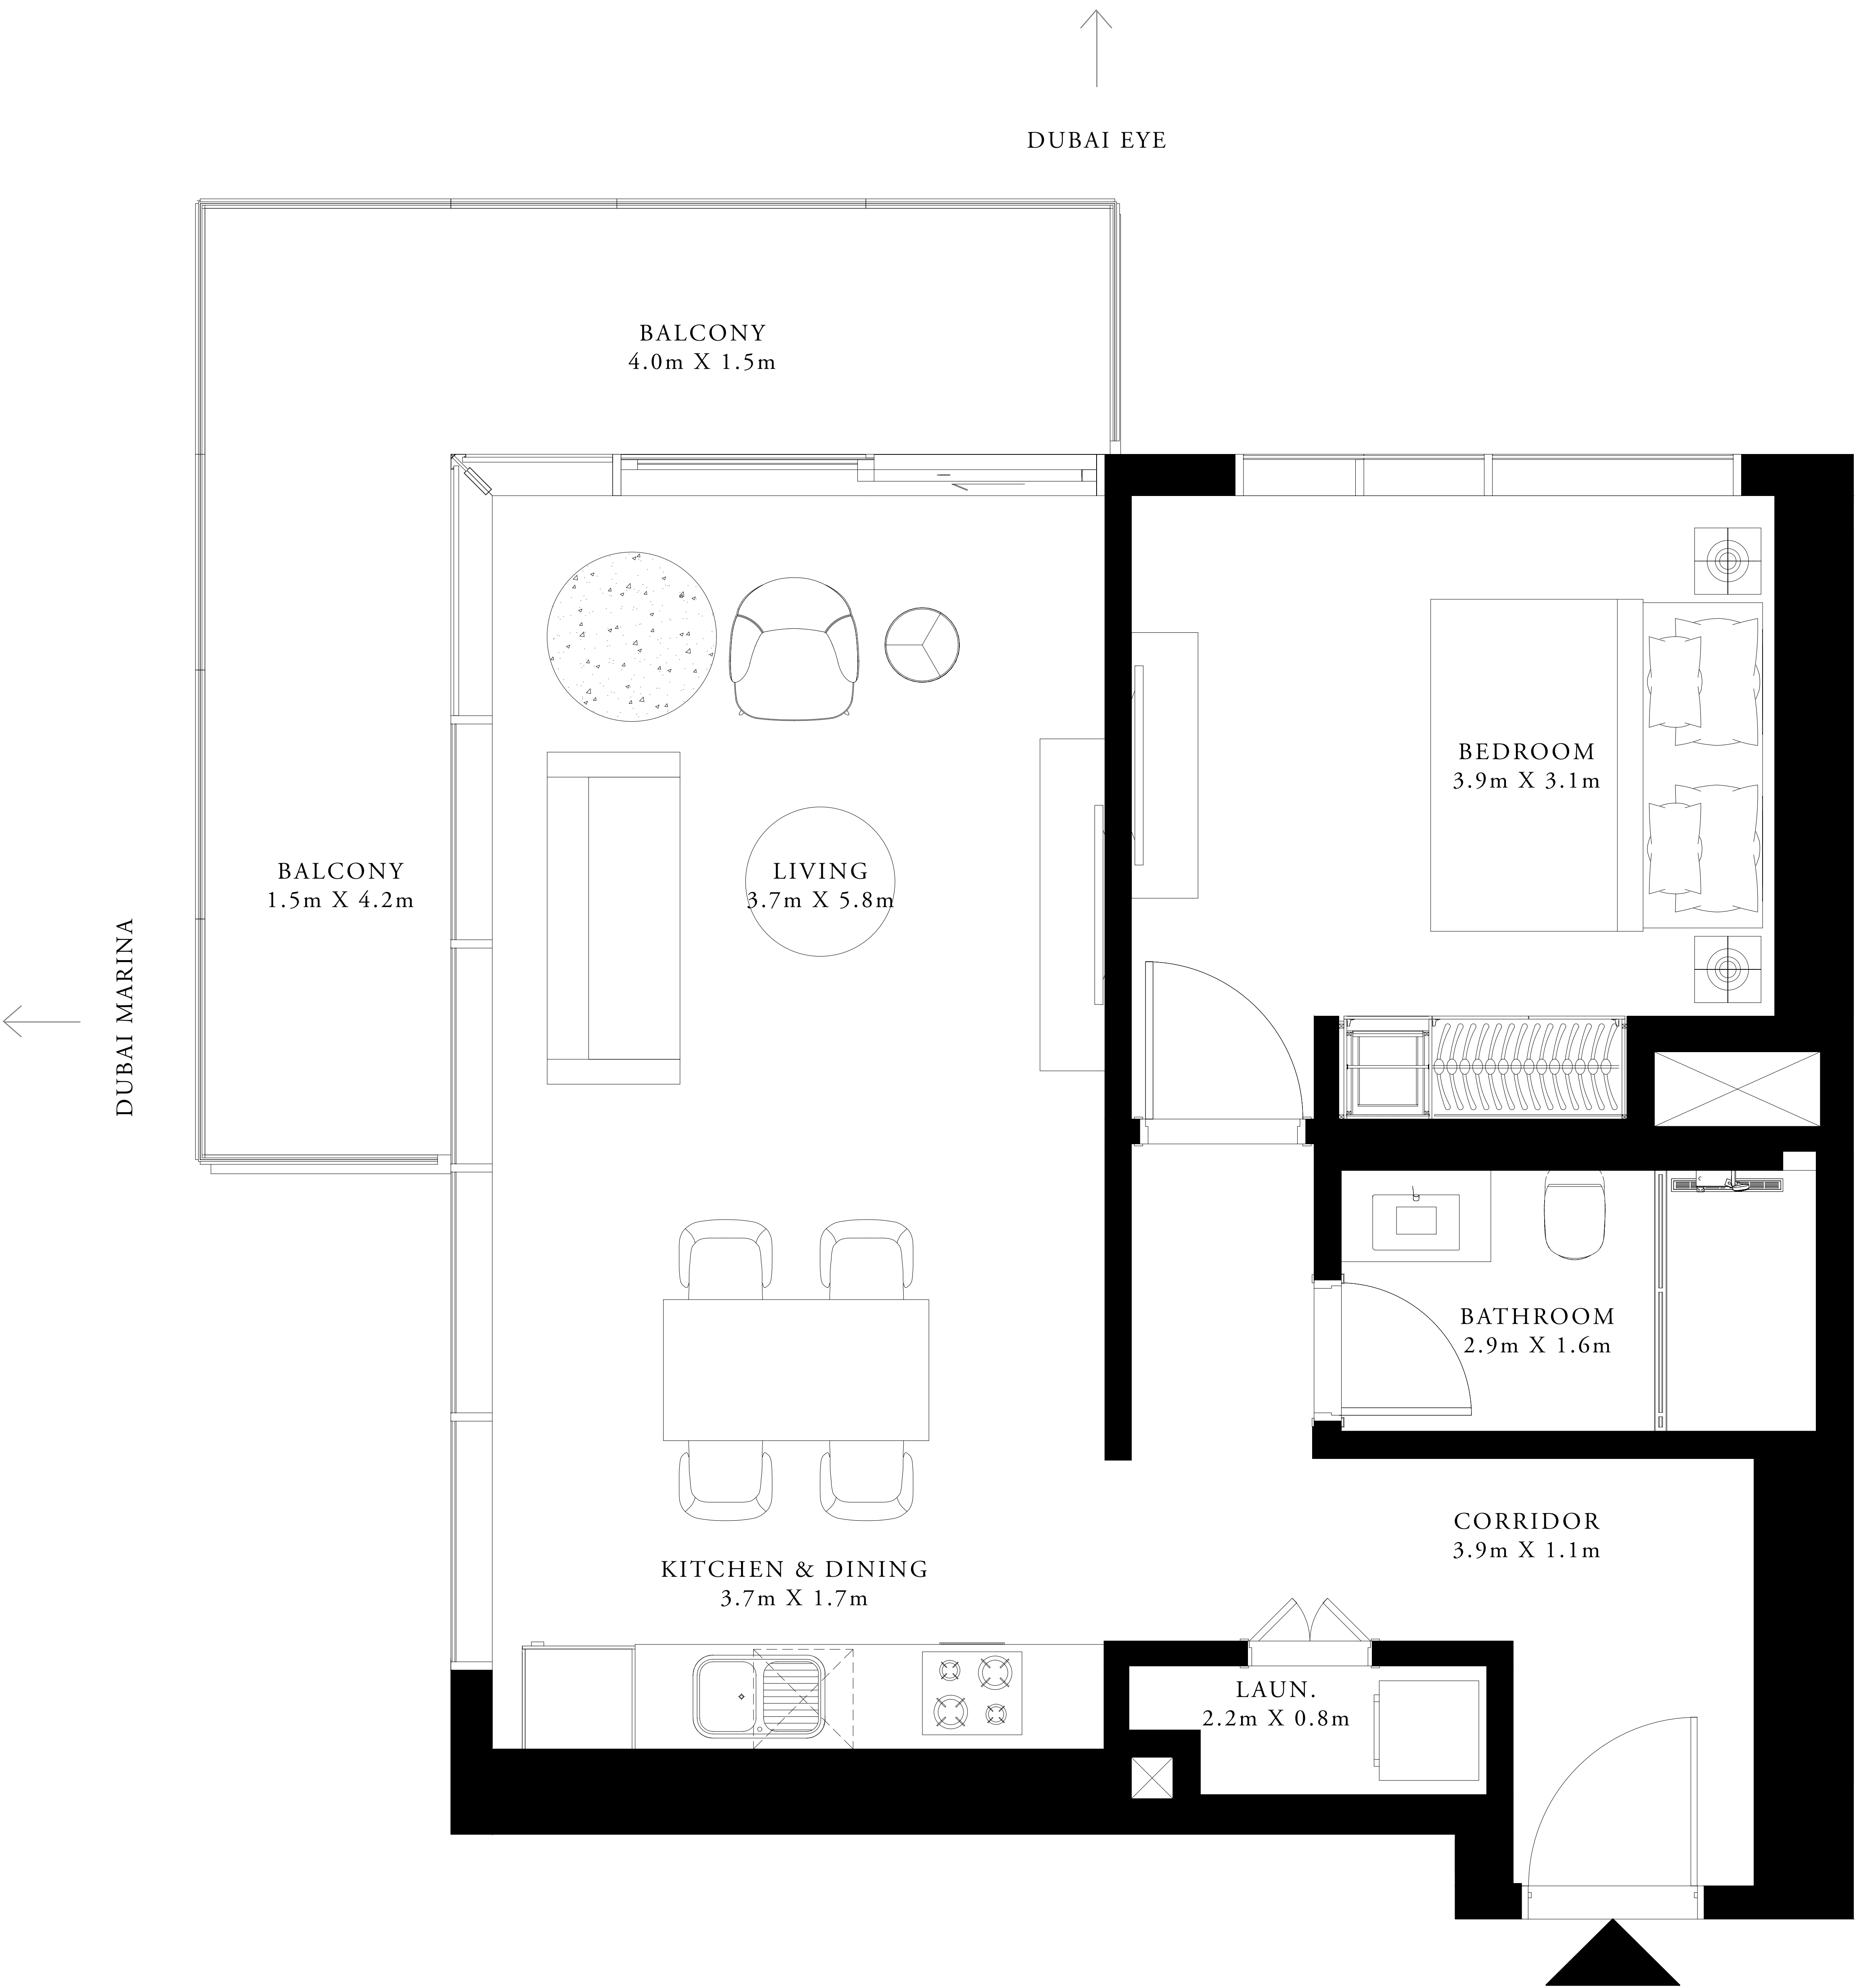 DUBAI EYE
BALCONY
4.0m X 1.5m
BEDROOM
3.9m X 3.1m
BALCONY
1.5m X 4.2m
LIVING
3.7m X 5.8m
DUBAI MARINA
BATHROOM
2.9m X 1.6m
CORRIDOR
3.9m X 1.1m
KITCHEN & DINING
3.7m X 1.7m
LAUN.
2.2m X 0.8m